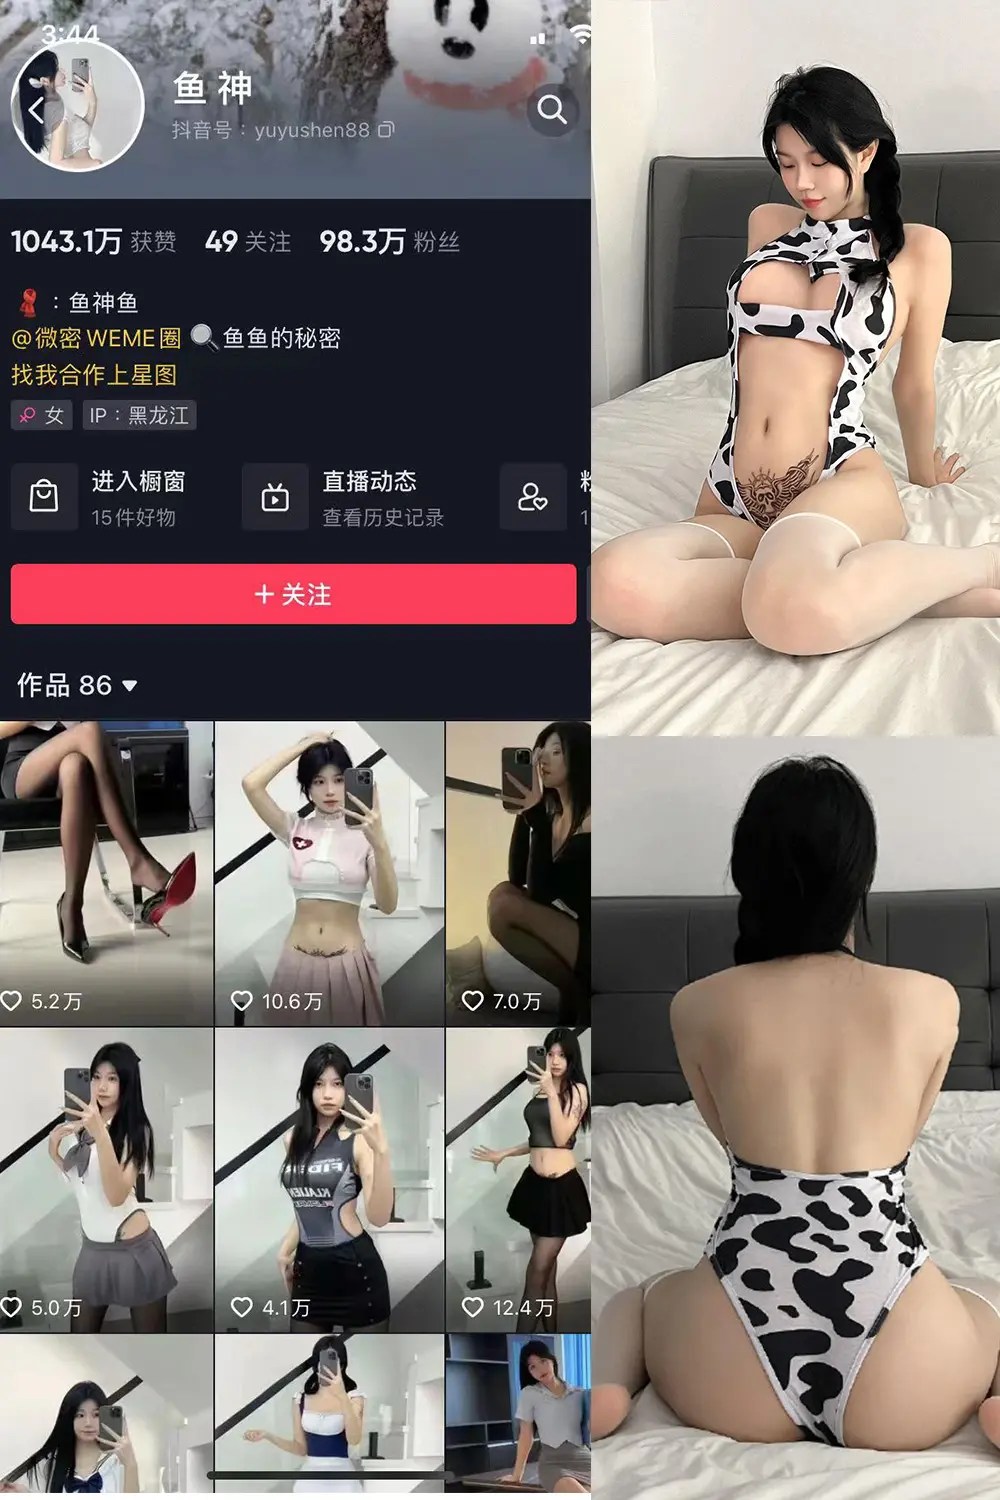 3:44
鱼 神
抖音号：yuyushen88
1043.1万 获赞 49 关注 98.3万 粉丝
：鱼神鱼
@微密 WEME圈 鱼鱼的秘密
找我合作上星图
女 IP：黑龙江
进入橱窗 直播动态
15件好物 查看历史记录
+ 关注
作品 86
5.2万 10.6万 7.0万
5.0万 4.1万 12.4万